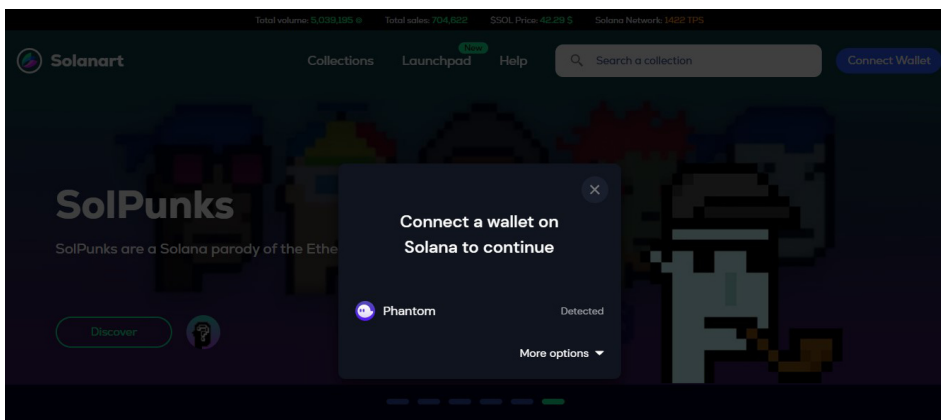 Total volume: 5,039,195 Total sales: 704,622 $SOL Price: 42.29 $ Solana Network: 1422 TPS
Solanart Collections Launchpad New Help Search a collection Connect Wallet
SolPunks
SolPunks are a Solana parody of the Ethe
Discover
Connect a wallet on
Solana to continue
Phantom Detected
More options